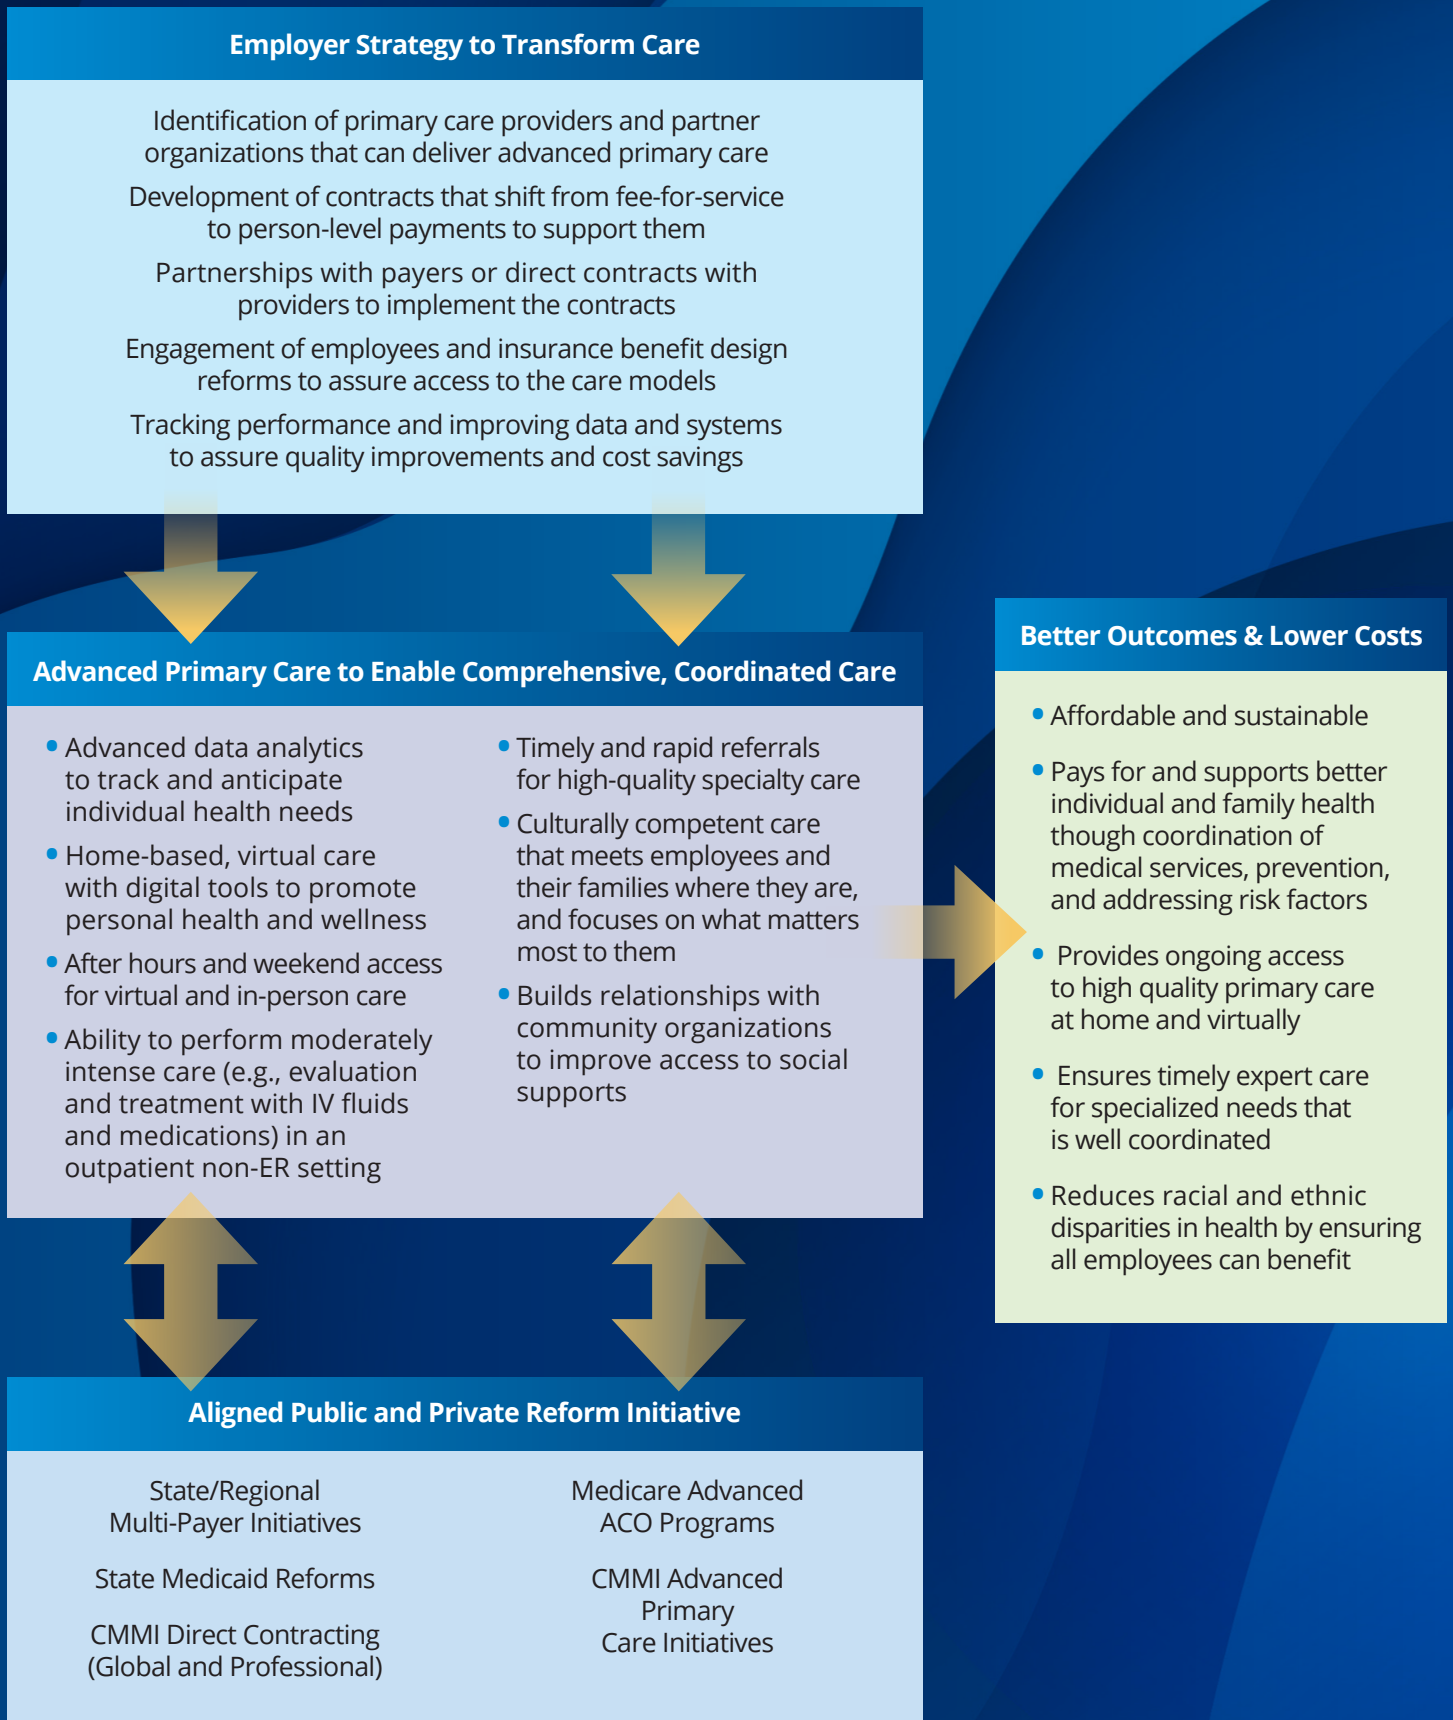 Employer Strategy to Transform Care
Identification of primary care providers and partner
organizations that can deliver advanced primary care
Development of contracts that shift from fee-for-service
to person-level payments to support them
Partnerships with payers or direct contracts with
providers to implement the contracts
Engagement of employees and insurance benefit design
reforms to assure access to the care models
Tracking performance and improving data and systems
to assure quality improvements and cost savings
Advanced Primary Care to Enable Comprehensive, Coordinated Care
• Advanced data analytics
to track and anticipate
individual health needs
• Home-based, virtual care
with digital tools to promote
personal health and wellness
• After hours and weekend access
for virtual and in-person care
• Ability to perform moderately
intense care (e.g., evaluation
and treatment with IV fluids
and medications) in an
outpatient non-ER setting
• Timely and rapid referrals
for high-quality specialty care
• Culturally competent care
that meets employees and
their families where they are,
and focuses on what matters
most to them
• Builds relationships with
community organizations
to improve access to social
supports
Better Outcomes & Lower Costs
• Affordable and sustainable
• Pays for and supports better
individual and family health
though coordination of
medical services, prevention,
and addressing risk factors
• Provides ongoing access
to high quality primary care
at home and virtually
• Ensures timely expert care
for specialized needs that
is well coordinated
• Reduces racial and ethnic
disparities in health by ensuring
all employees can benefit
Aligned Public and Private Reform Initiative
State/Regional
Multi-Payer Initiatives
State Medicaid Reforms
CMMI Direct Contracting
(Global and Professional)
Medicare Advanced
ACO Programs
CMMI Advanced
Primary
Care Initiatives